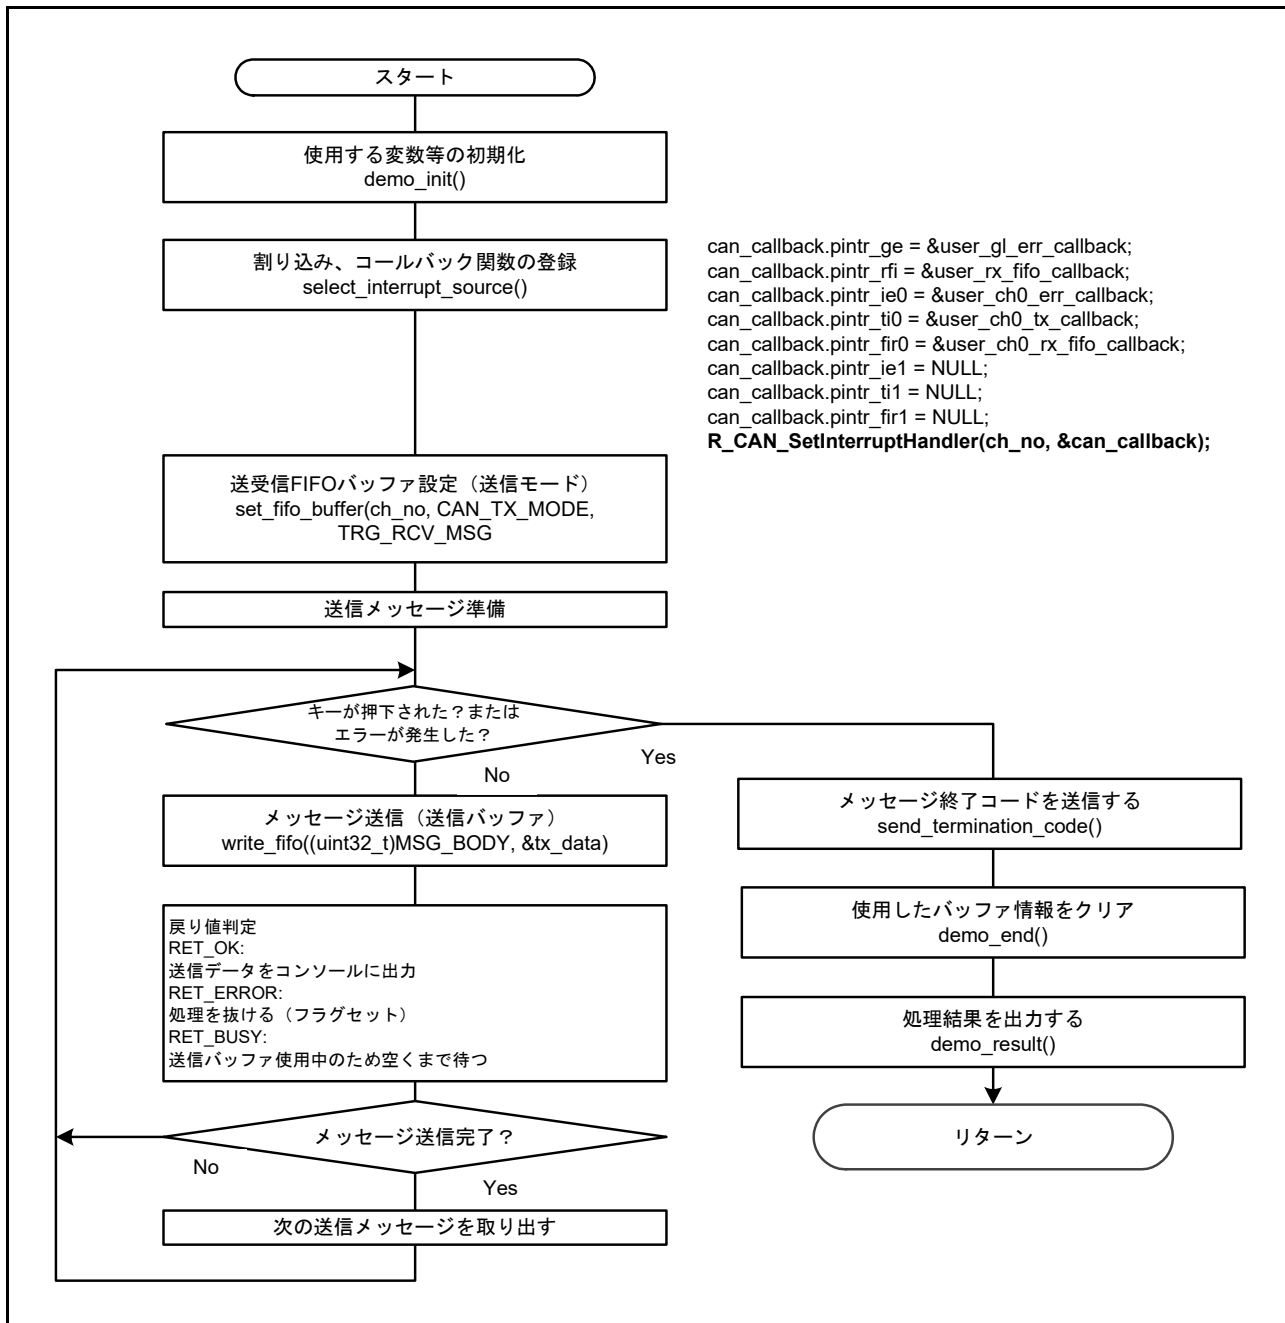 スタート
使用する変数等の初期化
demo_init()
割り込み、コールバック関数の登録
select_interrupt_source()
can_callback.pintr_ge = &user_gl_err_callback;
can_callback.pintr_rfi = &user_rx_fifo_callback;
can_callback.pintr_ie0 = &user_ch0_err_callback;
can_callback.pintr_ti0 = &user_ch0_tx_callback;
can_callback.pintr_fir0 = &user_ch0_rx_fifo_callback;
can_callback.pintr_ie1 = NULL;
can_callback.pintr_ti1 = NULL;
can_callback.pintr_fir1 = NULL;
R_CAN_SetInterruptHandler(ch_no, &can_callback);
送受信FIFOバッファ設定（送信モード）
set_fifo_buffer(ch_no, CAN_TX_MODE,
TRG_RCV_MSG
送信メッセージ準備
キーが押下された？または
エラーが発生した？
Yes
No
メッセージ送信（送信バッファ）
write_fifo((uint32_t)MSG_BODY, &tx_data)
戻り値判定
RET_OK:
送信データをコンソールに出力
RET_ERROR:
処理を抜ける（フラグセット）
RET_BUSY:
送信バッファ使用中のため空くまで待つ
メッセージ送信完了？
No
Yes
次の送信メッセージを取り出す
メッセージ終了コードを送信する
send_termination_code()
使用したバッファ情報をクリア
demo_end()
処理結果を出力する
demo_result()
リターン